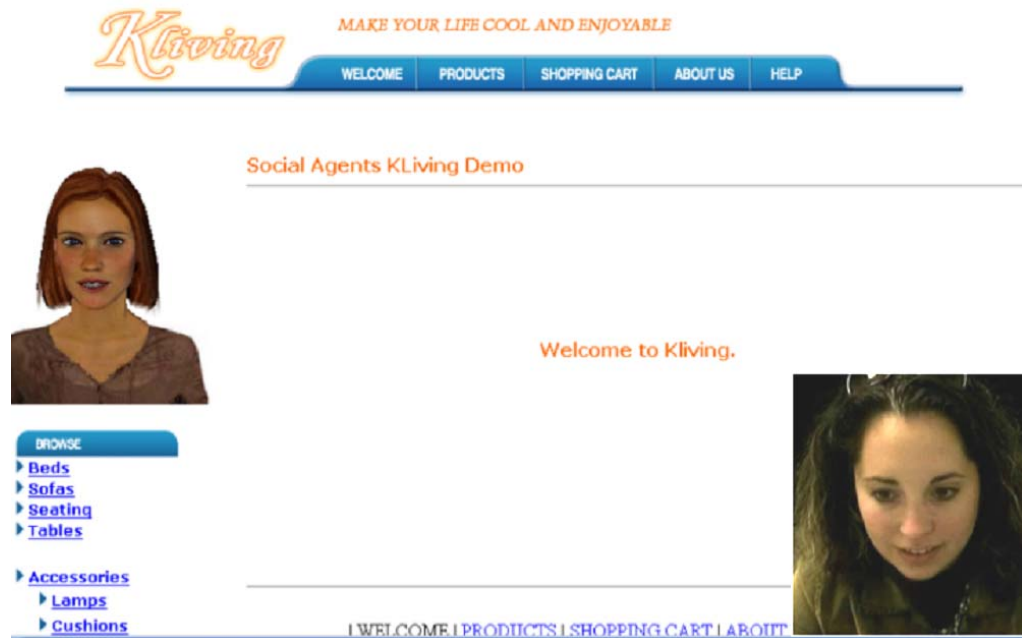 Kliving
MAKE YOUR LIFE COOL AND ENJOYABLE
WELCOME PRODUCTS SHOPPING CART ABOUT US HELP
Social Agents KLiving Demo
Welcome to Kliving.
BROWSE
Beds
Sofas
Seating
Tables
Accessories
Lamps
Cushions
| WELCOME | PRODUCTS | SHOPPING CART | ABOUT